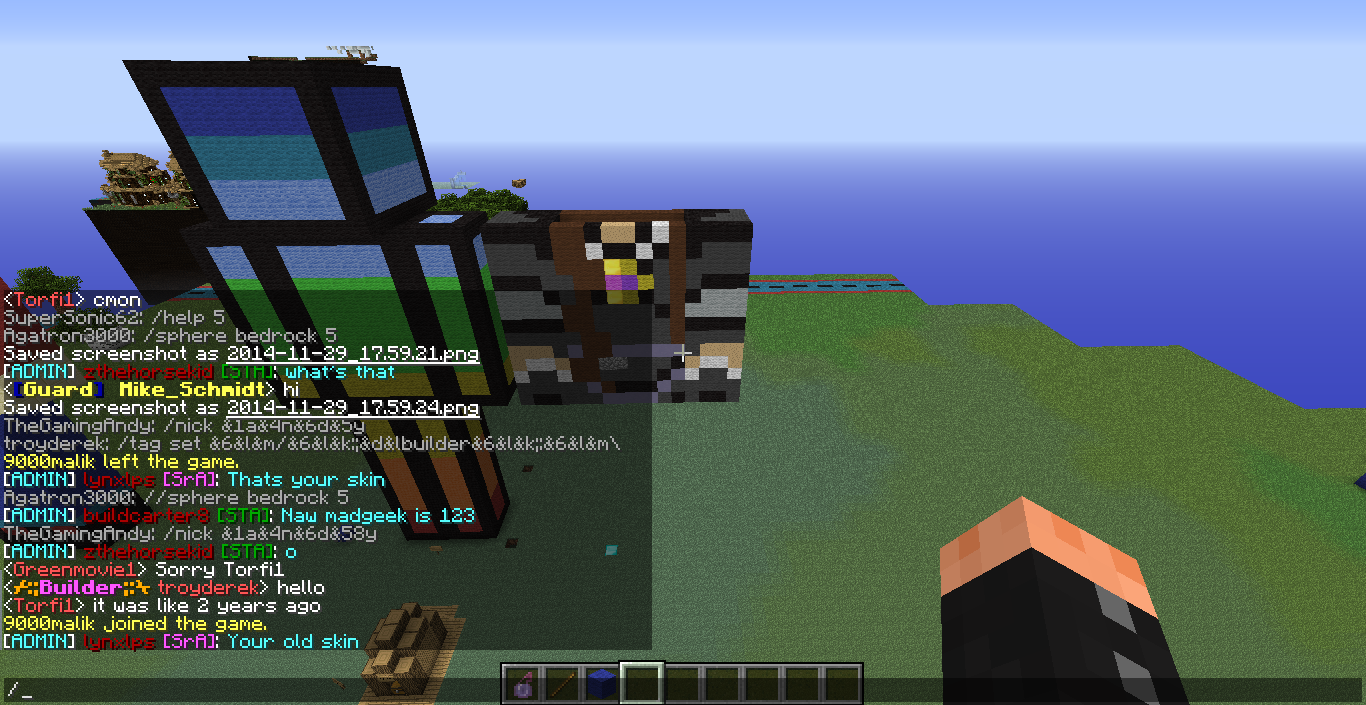 <Torfi1> cmon
SuperSonic62: /help 5
Agatron3000: /sphere bedrock 5
Saved screenshot as 2014-11-29_17.59.21.png
[ADMIN] zthehorsekid [STA]: what's that
<[Guard] Mike_Schmidt> hi
Saved screenshot as 2014-11-29_17.59.24.png
TheGamingAndy: /nick &1a&4n&6d&5y
troyderek: /tag set &6&l&m/&6&l&k;;&d&lbuilder&6&l&k;;&6&l&m\
9000malik left the game.
[ADMIN] lynxlps [SrA]: Thats your skin
Agatron3000: //sphere bedrock 5
[ADMIN] buildcarter8 [STA]: Naw madgeek is 123
TheGamingAndy: /nick &1a&4n&6d&58y
[ADMIN] zthehorsekid [STA]: o
<Greenmovie1> Sorry Torfi1
Builder troyderek> hello
<Torfi1> it was like 2 years ago
9000malik joined the game.
[ADMIN] lynxlps [SrA]: Your old skin
/_